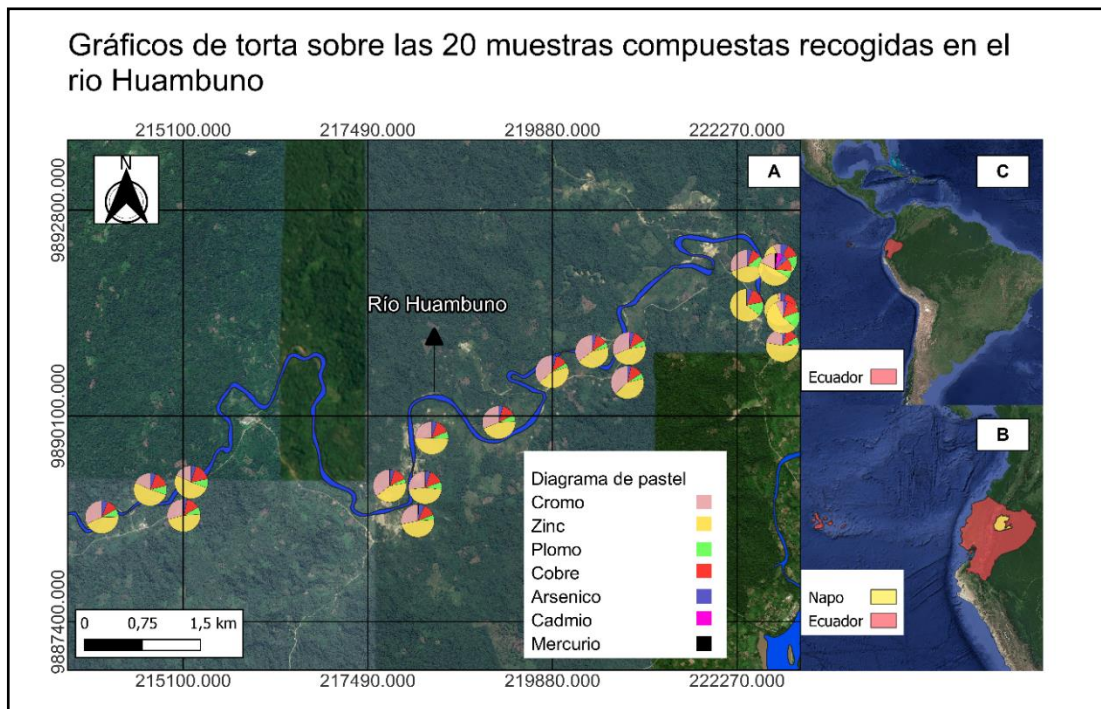 Gráficos de torta sobre las 20 muestras compuestas recogidas en el
rio Huambuno
215100.000 217490.000 219880.000 222270.000
9892800.000
9890100.000
9887400.000
N
A
Río Huambuno
Diagrama de pastel
Cromo
Zinc
Plomo
Cobre
Arsenico
Cadmio
Mercurio
0 0,75 1,5 km
215100.000 217490.000 219880.000 222270.000
C
Ecuador
B
Napo
Ecuador